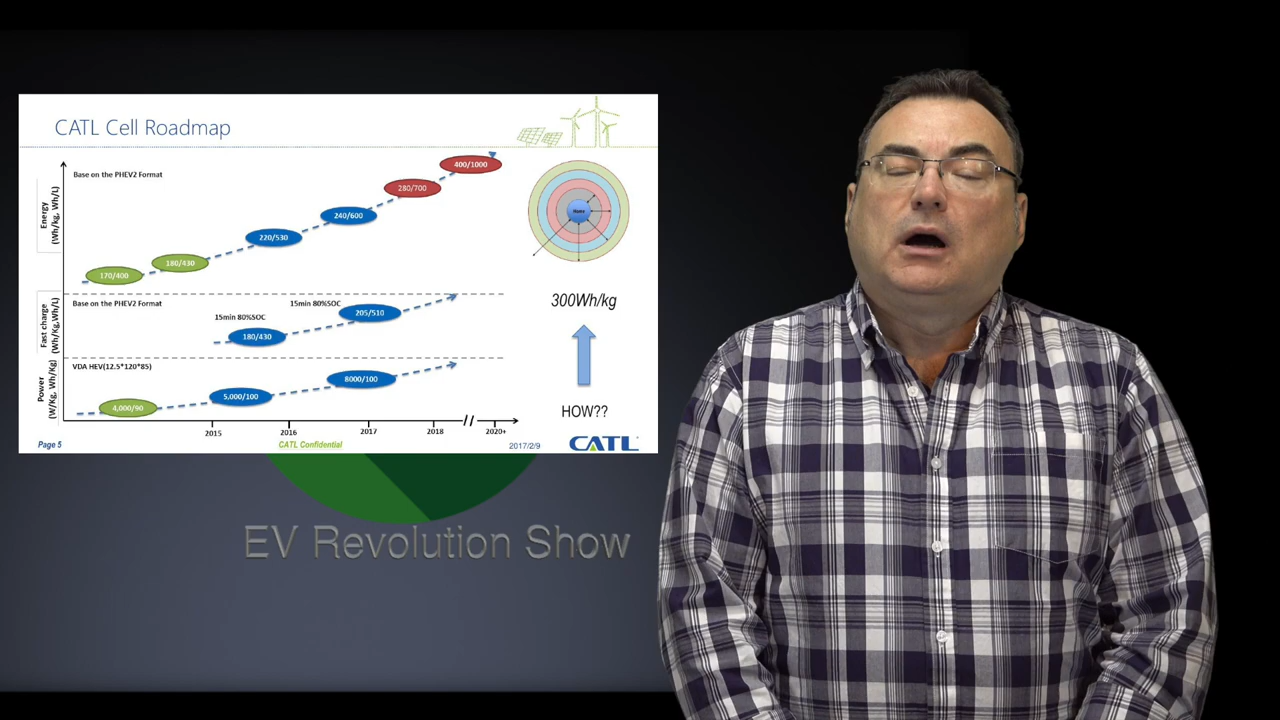 CATL Cell Roadmap
Base on the PHEV2 Format
Energy
(Wh/kg, Wh/L)
170/400
180/430
220/530
240/600
280/700
400/1000
Home
300Wh/kg
HOW??
Base on the PHEV2 Format
Fast charge
(Wh/Kg,Wh/L)
15min 80%SOC
180/430
15min 80%SOC
205/510
VDA HEV(12.5*120*85)
Power
(W/Kg, Wh/Kg)
4,000/90
5,000/100
8000/100
2015
2016
2017
2018
2020+
Page 5
CATL Confidential
2017/2/9
CATL
EV Revolution Show